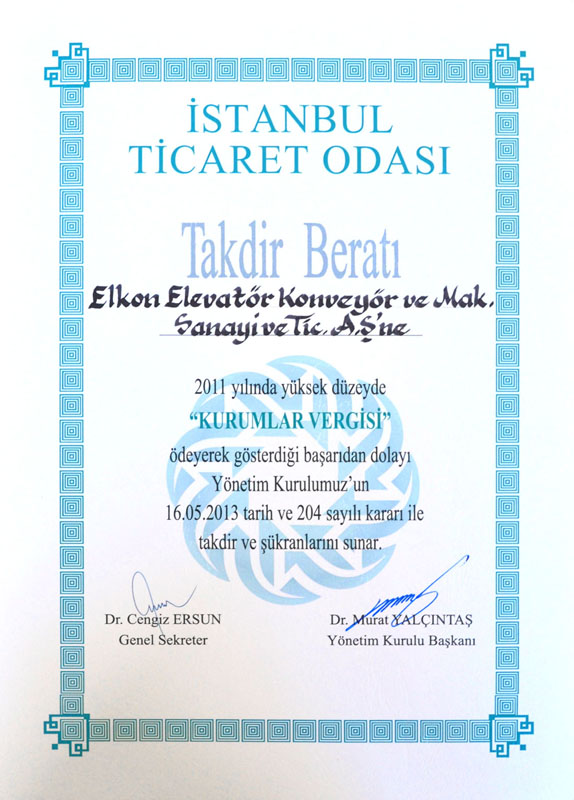 İSTANBUL
TİCARET ODASI
Takdir Beratı
Elkon Elevatör Konveyör ve Mak.
Sanayi ve Tic. A.Ş'ne
2011 yılında yüksek düzeyde
“KURUMLAR VERGİSİ”
ödeyerek gösterdiği başarıdan dolayı
Yönetim Kurulumuz’un
16.05.2013 tarih ve 204 sayılı kararı ile
takdir ve şükranlarını sunar.
Dr. Cengiz ERSUN
Genel Sekreter
Dr. Murat YALÇINTAŞ
Yönetim Kurulu Başkanı